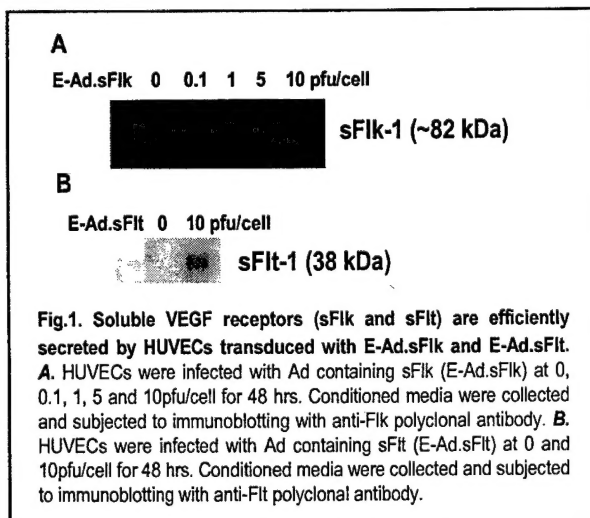 A
E-Ad.sFlk 0 0.1 1 5 10 pfu/cell
sFlk-1 (~82 kDa)
B
E-Ad.sFlt 0 10 pfu/cell
sFlt-1 (38 kDa)
Fig.1. Soluble VEGF receptors (sFlk and sFlt) are efficiently
secreted by HUVECs transduced with E-Ad.sFlk and E-Ad.sFlt.
A. HUVECs were infected with Ad containing sFlk (E-Ad.sFlk) at 0,
0.1, 1, 5 and 10pfu/cell for 48 hrs. Conditioned media were collected
and subjected to immunoblotting with anti-Flk polyclonal antibody. B.
HUVECs were infected with Ad containing sFlt (E-Ad.sFlt) at 0 and
10pfu/cell for 48 hrs. Conditioned media were collected and subjected
to immunoblotting with anti-Flt polyclonal antibody.